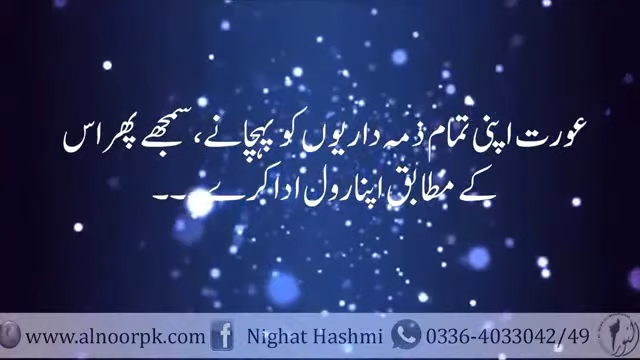 عورت اپنی تمام ذمہ داریوں کو پہچانے، سمجھے پھر اس
کے مطابق اپنا رول ادا کرے ۔۔۔
www.alnoorpk.com Nighat Hashmi 0336-4033042/49